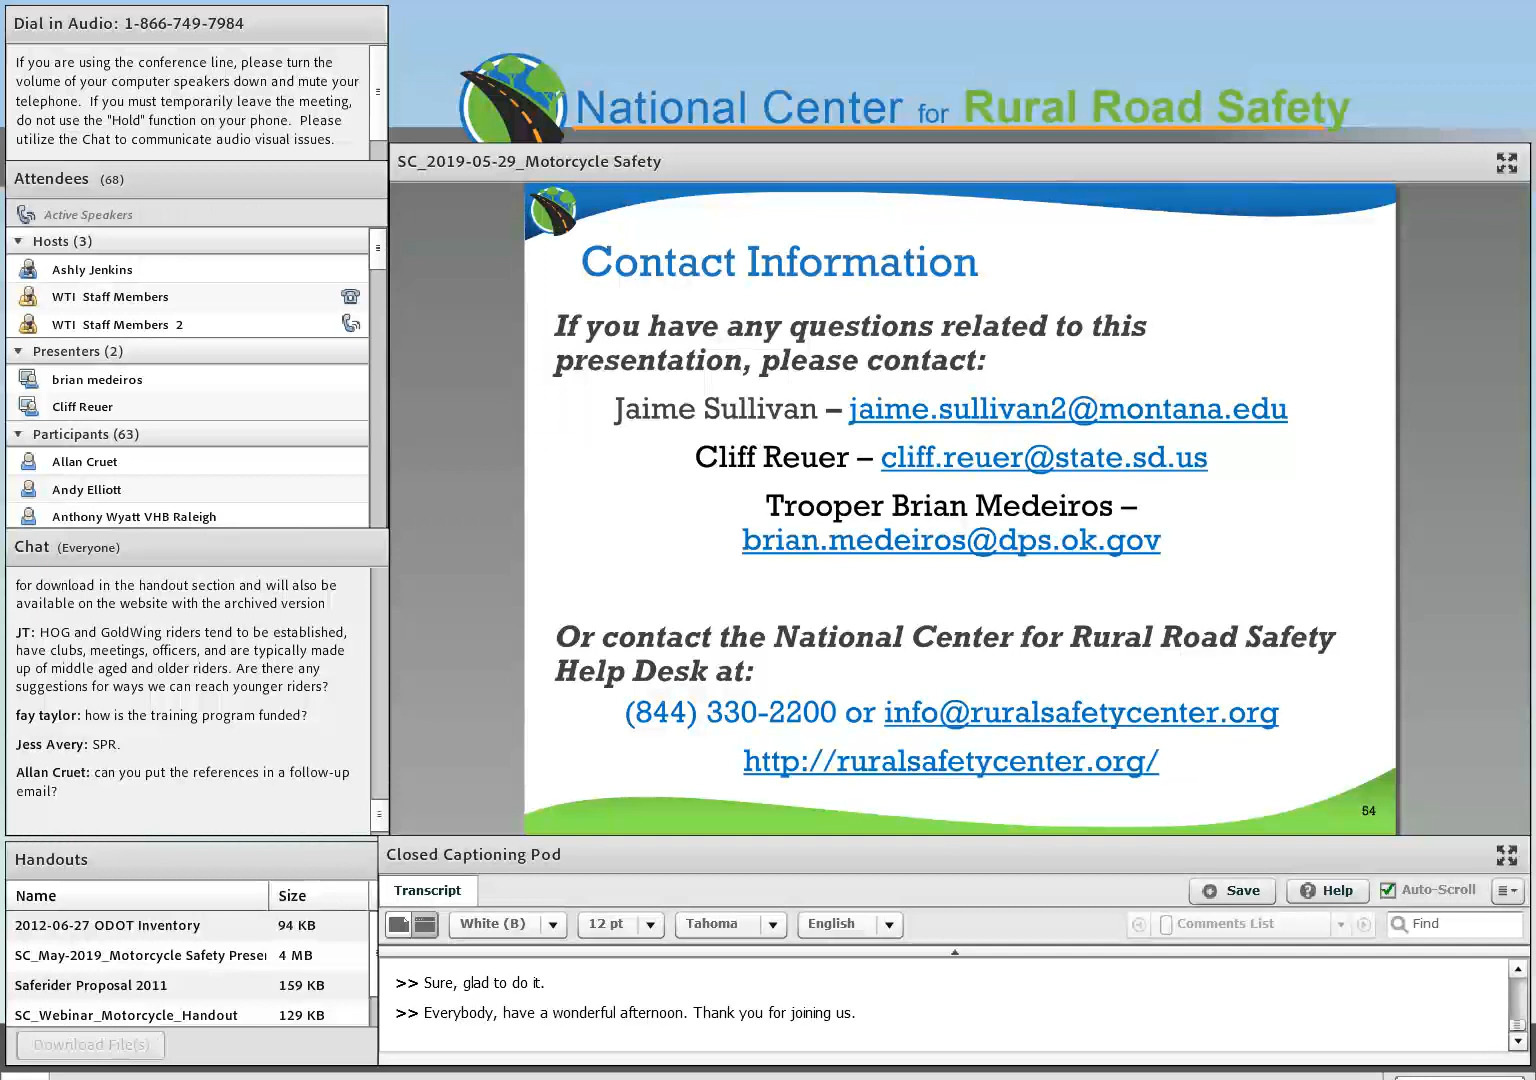 Dial in Audio: 1-866-749-7984
If you are using the conference line, please turn the
volume of your computer speakers down and mute your
telephone.  If you must temporarily leave the meeting,
do not use the "Hold" function on your phone.  Please
utilize the Chat to communicate audio visual issues.
Attendees (68)
Active Speakers
Hosts (3)
Ashly Jenkins
WTI Staff Members
WTI Staff Members 2
Presenters (2)
brian medeiros
Cliff Reuer
Participants (63)
Allan Cruet
Andy Elliott
Anthony Wyatt VHB Raleigh
Chat (Everyone)
for download in the handout section and will also be
available on the website with the archived version
JT: HOG and GoldWing riders tend to be established,
have clubs, meetings, officers, and are typically made
up of middle aged and older riders. Are there any
suggestions for ways we can reach younger riders?
fay taylor: how is the training program funded?
Jess Avery: SPR.
Allan Cruet: can you put the references in a follow-up
email?
Handouts
Name Size
2012-06-27 ODOT Inventory 94 KB
SC_May-2019_Motorcycle Safety Preser 4 MB
Saferider Proposal 2011 159 KB
SC_Webinar_Motorcycle_Handout 129 KB
Download File(s)
National Center for Rural Road Safety
SC_2019-05-29_Motorcycle Safety
Contact Information
If you have any questions related to this
presentation, please contact:
Jaime Sullivan – jaime.sullivan2@montana.edu
Cliff Reuer – cliff.reuer@state.sd.us
Trooper Brian Medeiros –
brian.medeiros@dps.ok.gov
Or contact the National Center for Rural Road Safety
Help Desk at:
(844) 330-2200 or info@ruralsafetycenter.org
http://ruralsafetycenter.org/
54
Closed Captioning Pod
Transcript Save Help Auto-Scroll
White (B) 12 pt Tahoma English Comments List Find
>> Sure, glad to do it.
>> Everybody, have a wonderful afternoon. Thank you for joining us.